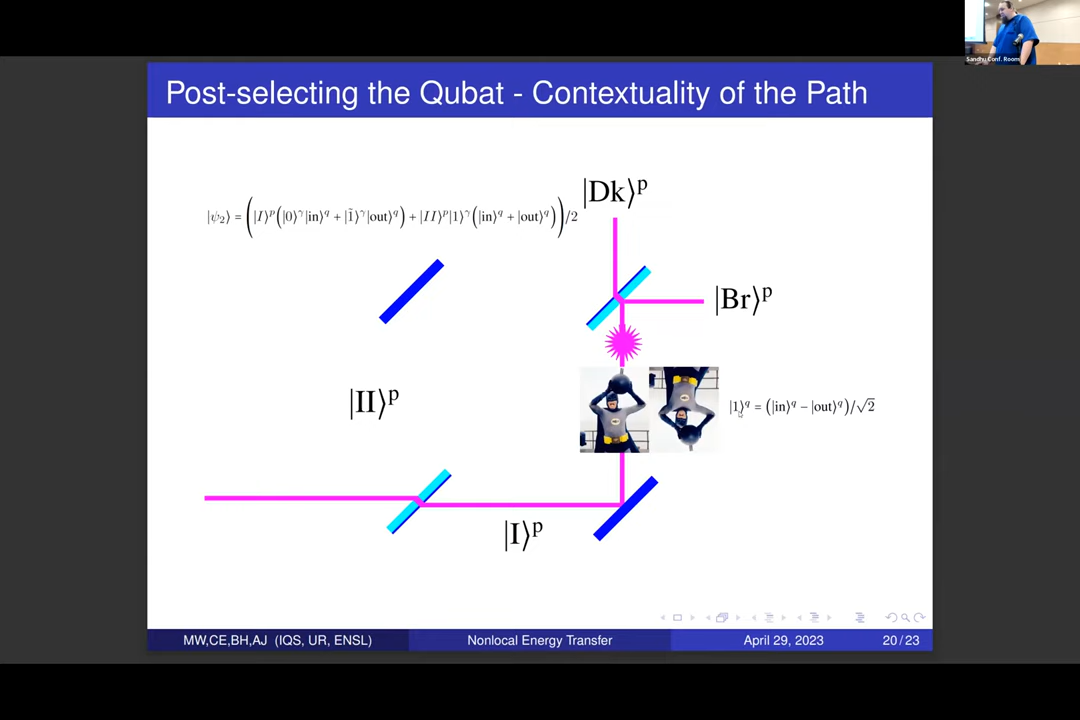 Sandhu Conf. Room
Post-selecting the Qubat - Contextuality of the Path
|Dk⟩ᵖ
|ψ₂⟩ = (|I⟩ᵖ(|0⟩ᵞ|in⟩^q + |1̃⟩ᵞ|out⟩^q) + |II⟩ᵖ|1⟩ᵞ(|in⟩^q + |out⟩^q))/2
|Br⟩ᵖ
|II⟩ᵖ
|1⟩^q = (|in⟩^q − |out⟩^q)/√2
|I⟩ᵖ
MW,CE,BH,AJ (IQS, UR, ENSL)
Nonlocal Energy Transfer
April 29, 2023
20/23